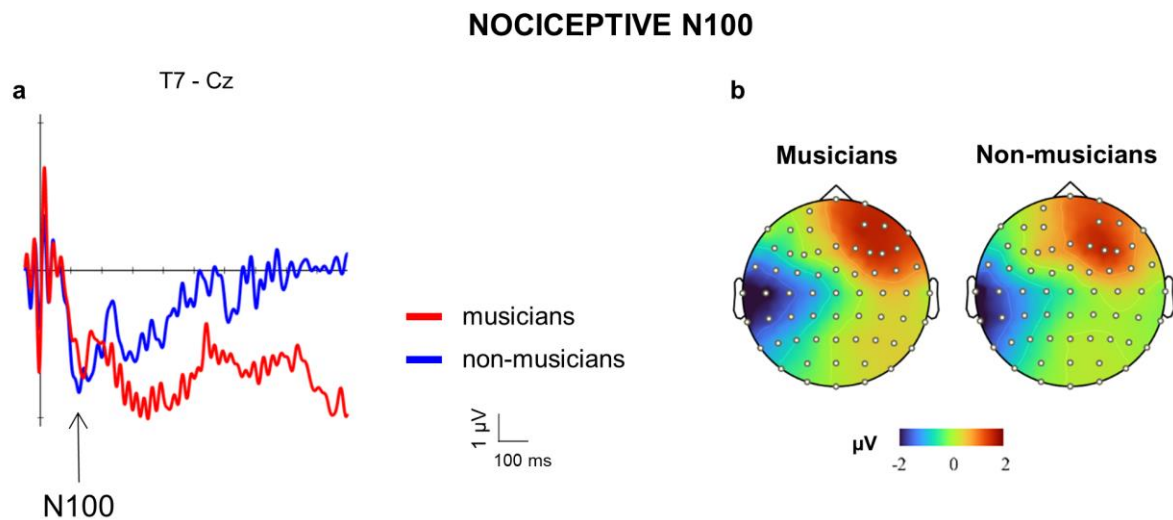 NOCICEPTIVE N100
a
T7 - Cz
N100
musicians
non-musicians
1 µV
100 ms
b
Musicians
Non-musicians
µV
-2 0 2